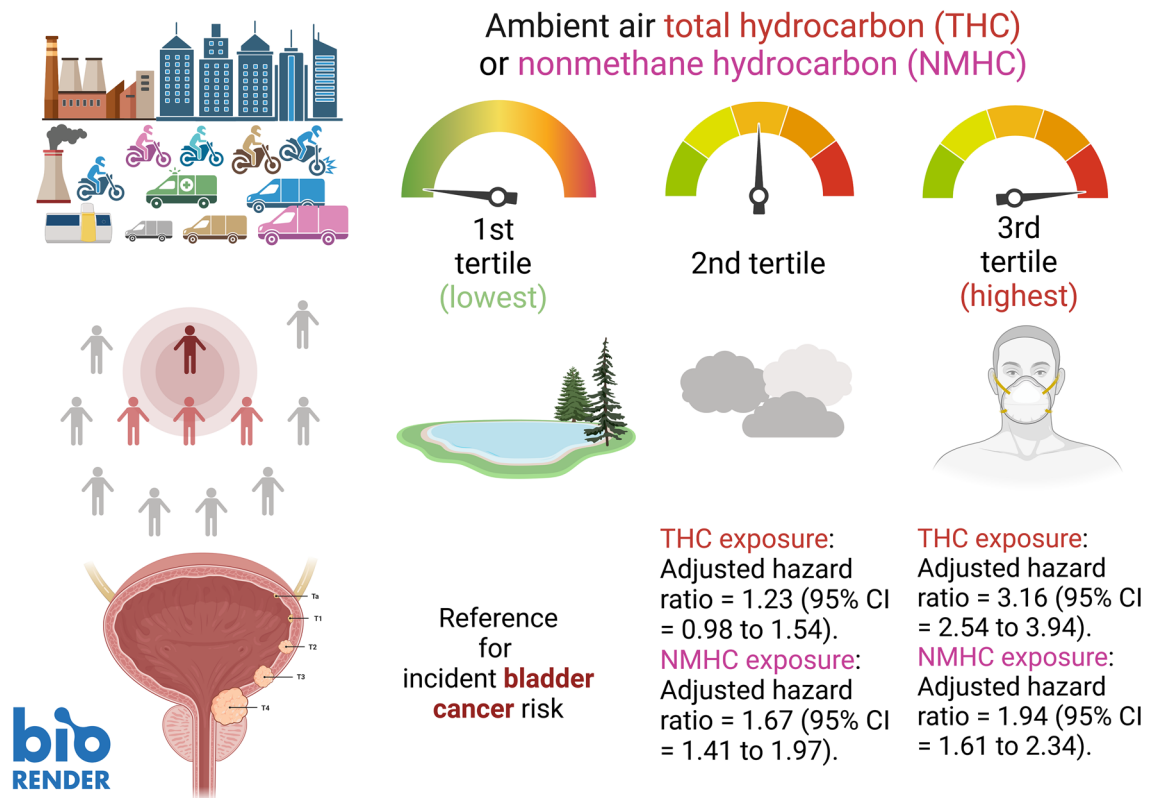 Ambient air total hydrocarbon (THC)
or nonmethane hydrocarbon (NMHC)
1st
tertile
(lowest)
2nd tertile
3rd
tertile
(highest)
Ta
T1
T2
T3
T4
Reference
for
incident bladder
cancer risk
THC exposure:
Adjusted hazard
ratio = 1.23 (95% CI
= 0.98 to 1.54).
NMHC exposure:
Adjusted hazard
ratio = 1.67 (95% CI
= 1.41 to 1.97).
THC exposure:
Adjusted hazard
ratio = 3.16 (95% CI
= 2.54 to 3.94).
NMHC exposure:
Adjusted hazard
ratio = 1.94 (95% CI
= 1.61 to 2.34).
bio
RENDER